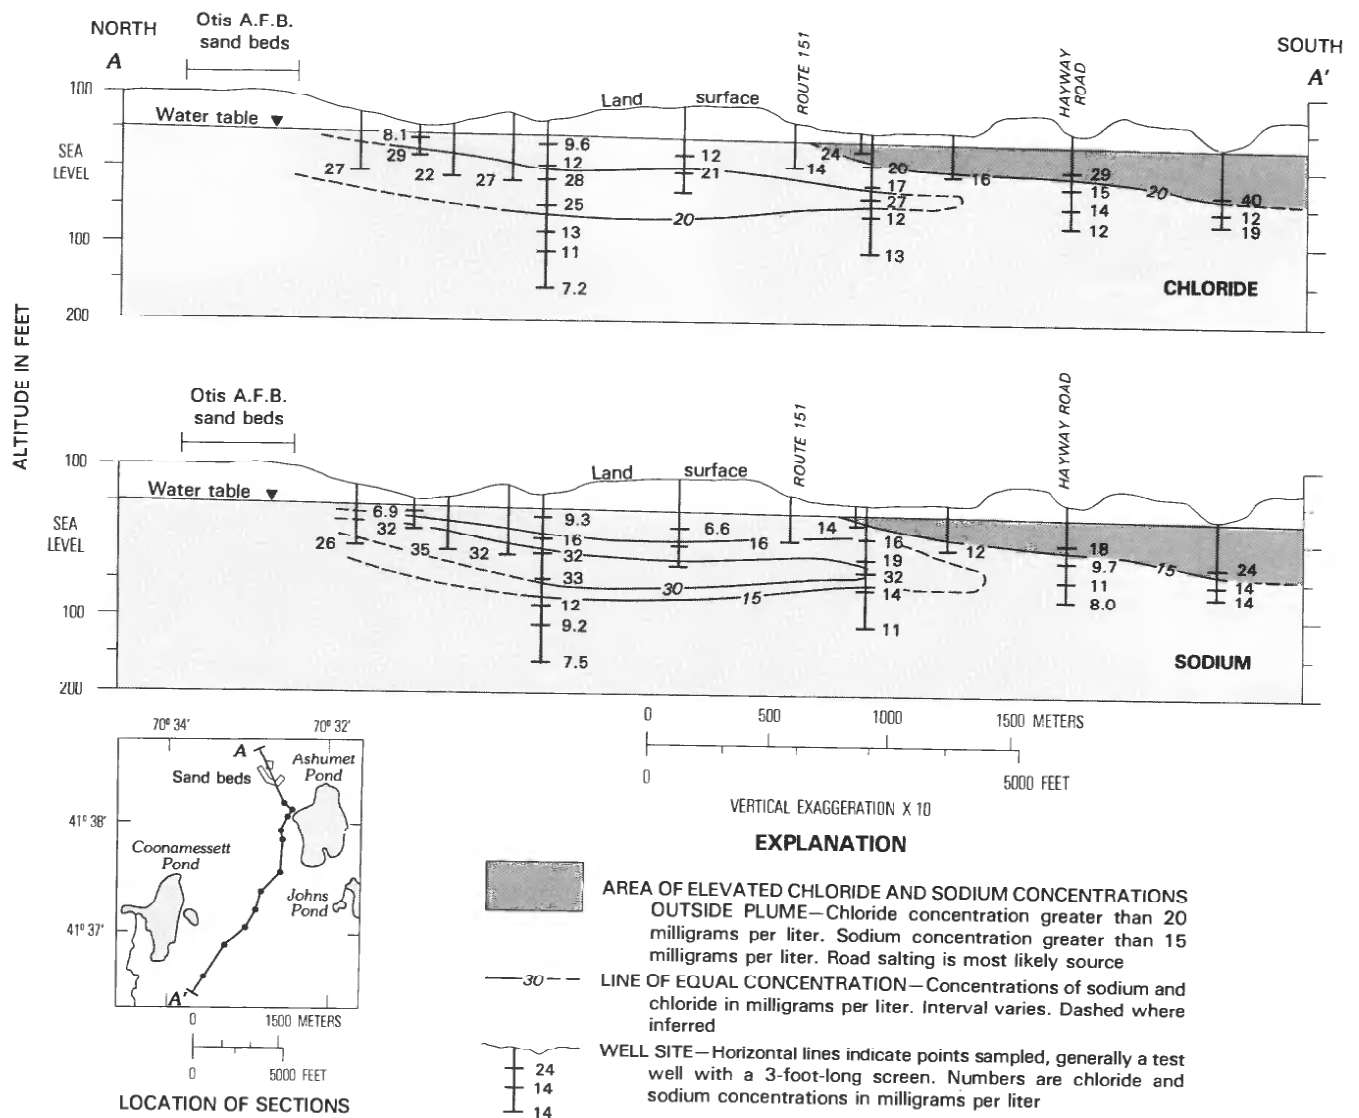 NORTH
A
Otis A.F.B.
sand beds
SOUTH
A'
ROUTE 151
HAYWAY
ROAD
Land surface
Water table
ALTITUDE IN FEET
100
SEA
LEVEL
100
200
8.1
27
29
22
27
9.6
12
28
25
13
11
7.2
12
21
20
14
24
20
17
27
12
13
16
29
15
14
12
20
40
12
19
CHLORIDE
Otis A.F.B.
sand beds
ROUTE 151
HAYWAY ROAD
Land surface
Water table
100
SEA
LEVEL
100
200
6.9
26
32
35
32
9.3
16
32
33
12
9.2
7.5
6.6
16
30
15
14
16
19
32
14
11
12
18
9.7
11
8.0
15
24
14
14
SODIUM
0 500 1000 1500 METERS
0 5000 FEET
VERTICAL EXAGGERATION X 10
70° 34' 70° 32'
41° 38'
41° 37'
A
Sand beds
Ashumet
Pond
Coonamessett
Pond
Johns
Pond
A'
0 1500 METERS
0 5000 FEET
LOCATION OF SECTIONS
EXPLANATION
AREA OF ELEVATED CHLORIDE AND SODIUM CONCENTRATIONS
OUTSIDE PLUME—Chloride concentration greater than 20
milligrams per liter. Sodium concentration greater than 15
milligrams per liter. Road salting is most likely source
30 LINE OF EQUAL CONCENTRATION—Concentrations of sodium and
chloride in milligrams per liter. Interval varies. Dashed where
inferred
WELL SITE—Horizontal lines indicate points sampled, generally a test
well with a 3-foot-long screen. Numbers are chloride and
sodium concentrations in milligrams per liter
24
14
14